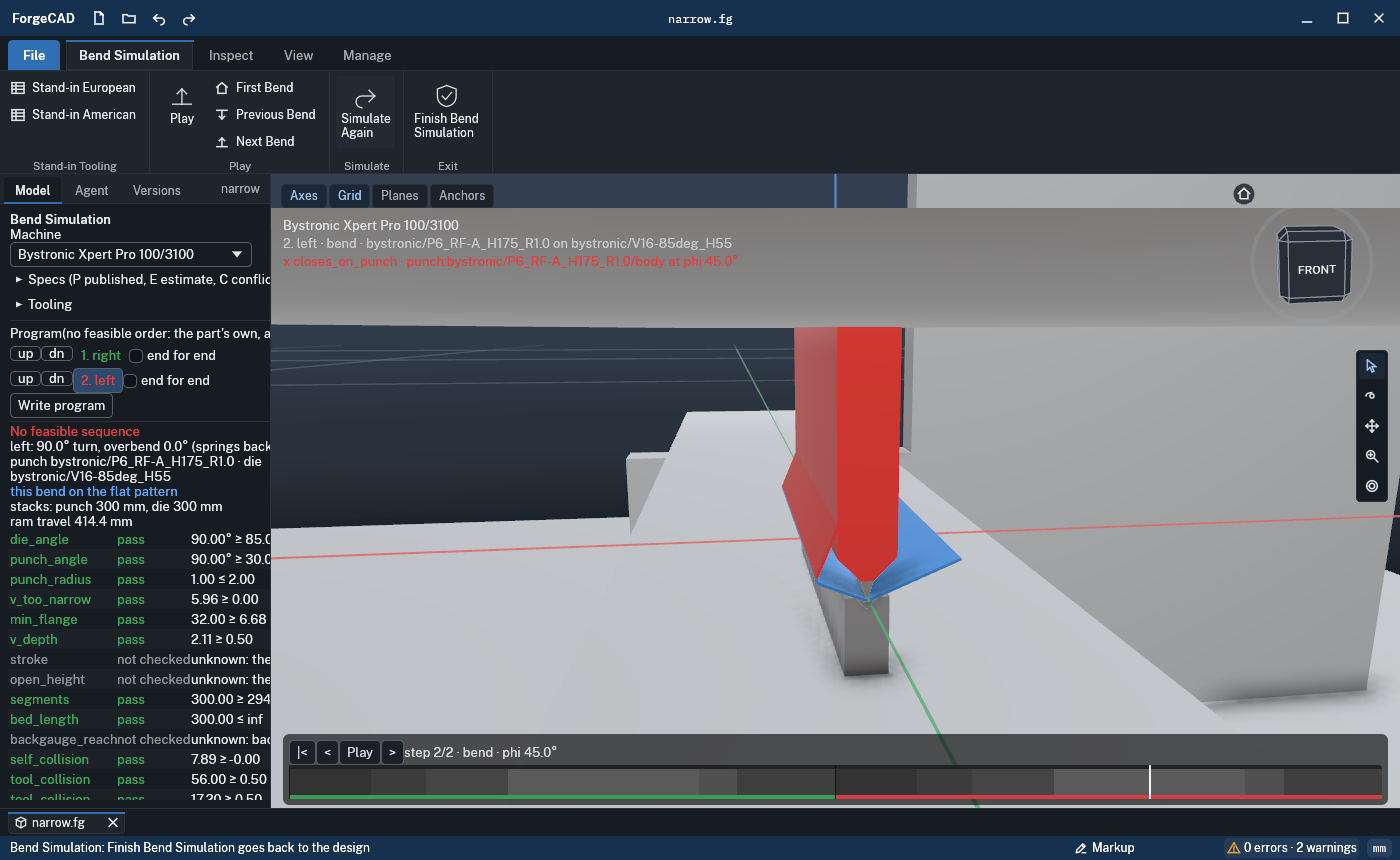 ForgeCAD
narrow.fg
File
Bend Simulation
Inspect
View
Manage
Stand-in European
Stand-in American
Stand-in Tooling
Play
First Bend
Previous Bend
Next Bend
Play
Simulate
Again
Simulate
Finish Bend
Simulation
Exit
Model
Agent
Versions
narrow
Bend Simulation
Machine
Bystronic Xpert Pro 100/3100
Specs (P published, E estimate, C conflic
Tooling
Program(no feasible order: the part's own, a
up dn 1. right end for end
up dn 2. left end for end
Write program
No feasible sequence
left: 90.0° turn, overbend 0.0° (springs back
punch bystronic/P6_RF-A_H175_R1.0 · die
bystronic/V16-85deg_H55
this bend on the flat pattern
stacks: punch 300 mm, die 300 mm
ram travel 414.4 mm
die_angle pass 90.00° ≥ 85.0
punch_angle pass 90.00° ≥ 30.0
punch_radius pass 1.00 ≤ 2.00
v_too_narrow pass 5.96 ≥ 0.00
min_flange pass 32.00 ≥ 6.68
v_depth pass 2.11 ≥ 0.50
stroke not checked unknown: the
open_height not checked unknown: the
segments pass 300.00 ≥ 294
bed_length pass 300.00 ≤ inf
backgauge_reach not checked unknown: bac
self_collision pass 7.89 ≥ -0.00
tool_collision pass 56.00 ≥ 0.50
tool_collision pass 17.20 ≥ 0.50
Axes
Grid
Planes
Anchors
Bystronic Xpert Pro 100/3100
2. left · bend · bystronic/P6_RF-A_H175_R1.0 on bystronic/V16-85deg_H55
x closes_on_punch · punch:bystronic/P6_RF-A_H175_R1.0/body at phi 45.0°
FRONT
|< < Play > step 2/2 · bend · phi 45.0°
narrow.fg
Bend Simulation: Finish Bend Simulation goes back to the design
Markup
0 errors · 2 warnings
mm